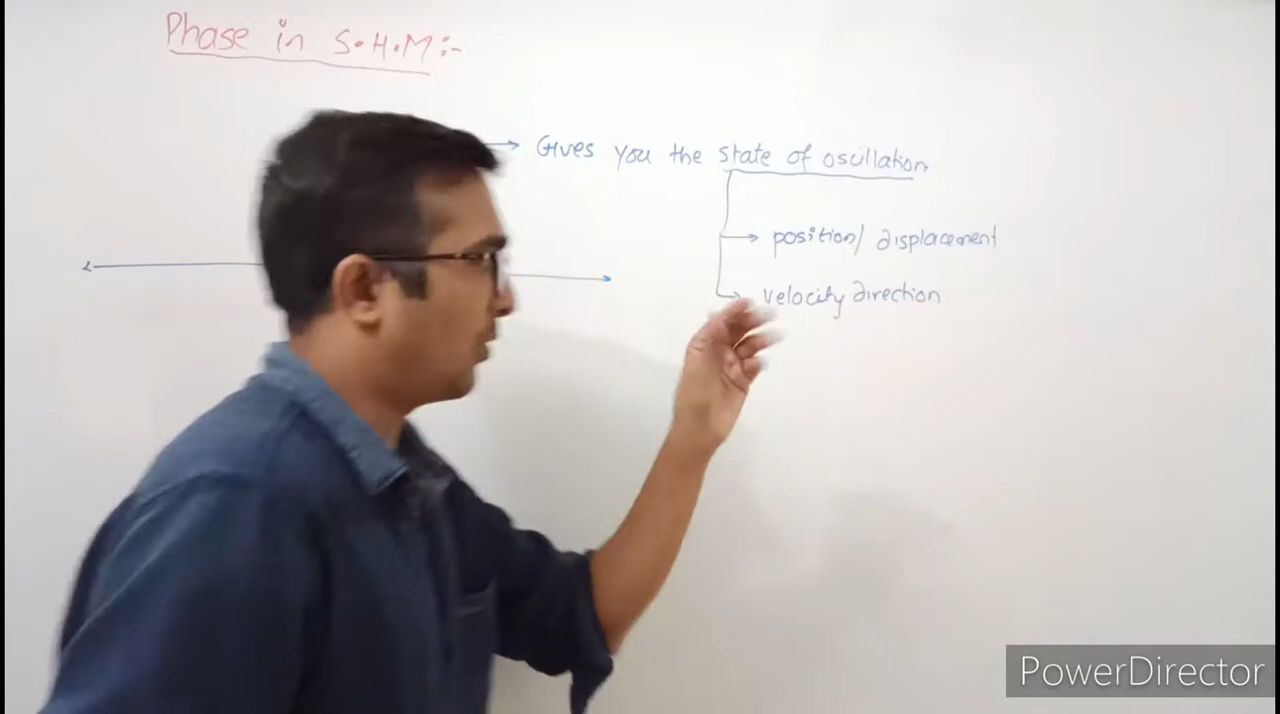 Phase in S.H.M:-
→ Gives you the state of oscillation
→ position/ displacement
→ velocity direction
PowerDirector